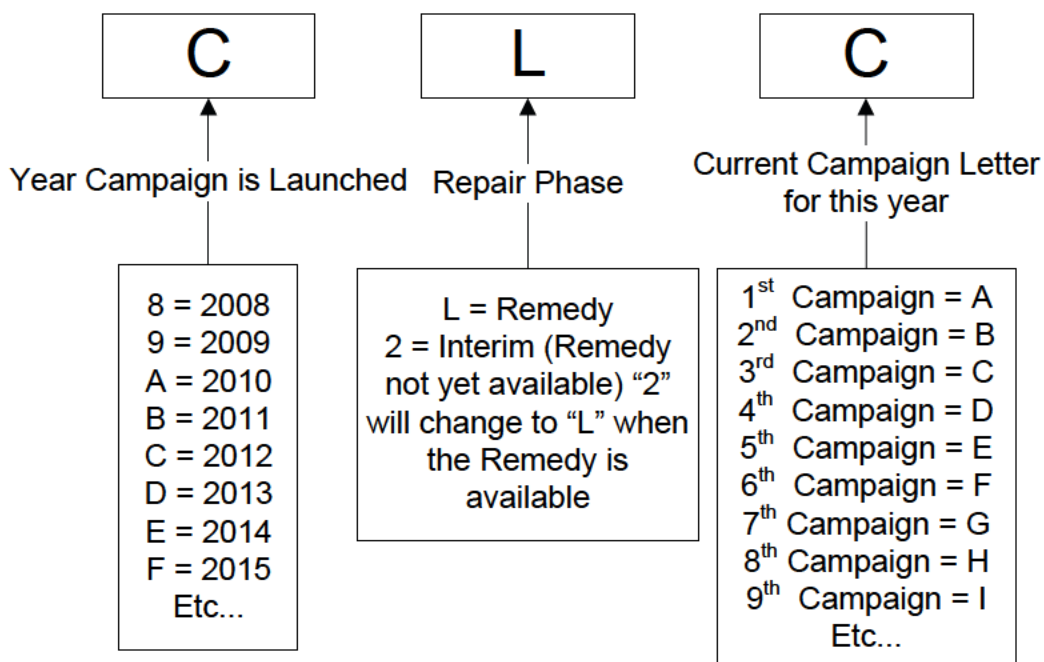 C
L
C
Year Campaign is Launched
Repair Phase
Current Campaign Letter
for this year
8 = 2008
9 = 2009
A = 2010
B = 2011
C = 2012
D = 2013
E = 2014
F = 2015
Etc...
L = Remedy
2 = Interim (Remedy
not yet available) “2”
will change to “L” when
the Remedy is
available
1st Campaign = A
2nd Campaign = B
3rd Campaign = C
4th Campaign = D
5th Campaign = E
6th Campaign = F
7th Campaign = G
8th Campaign = H
9th Campaign = I
Etc...